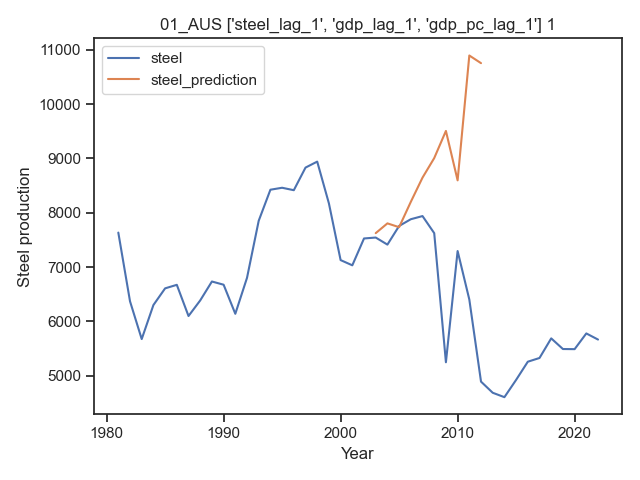 01_AUS ['steel_lag_1', 'gdp_lag_1', 'gdp_pc_lag_1'] 1
steel
steel_prediction
Steel production
11000
10000
9000
8000
7000
6000
5000
1980
1990
2000
2010
2020
Year